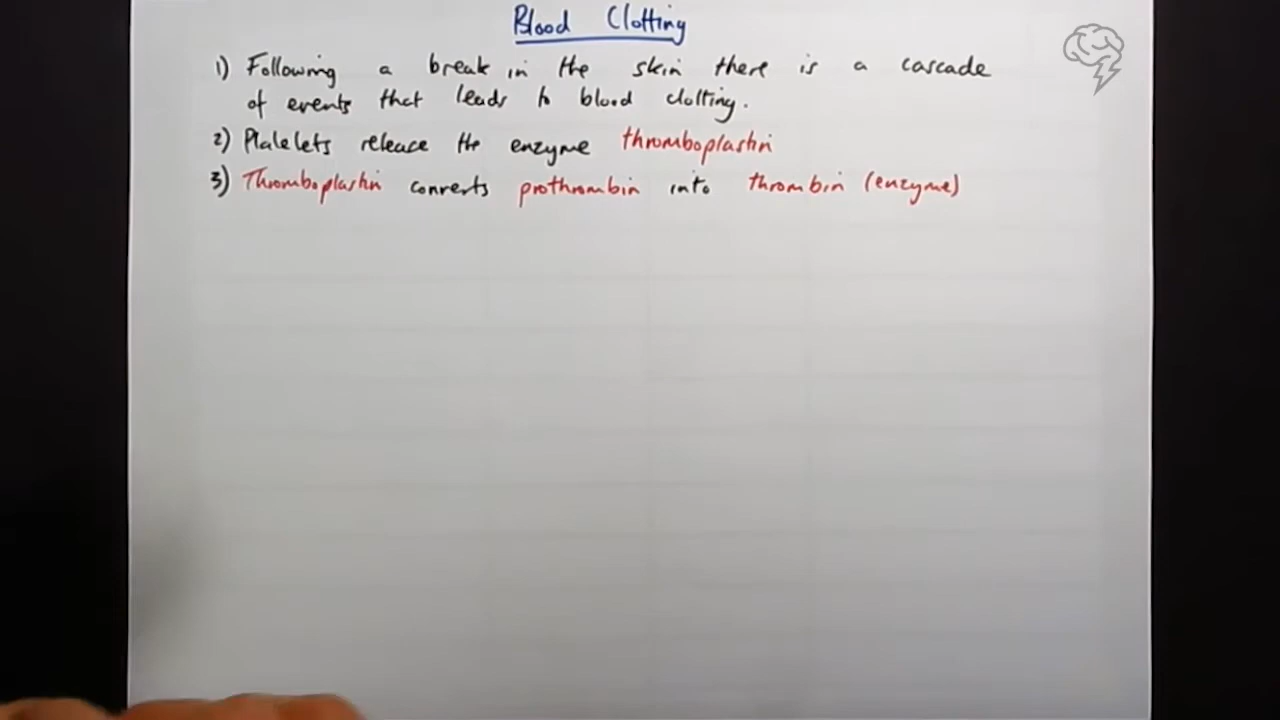 Blood Clotting
1) Following a break in the skin there is a cascade
of events that leads to blood clotting.
2) Platelets release the enzyme thromboplastin
3) Thromboplastin converts prothrombin into thrombin (enzyme)